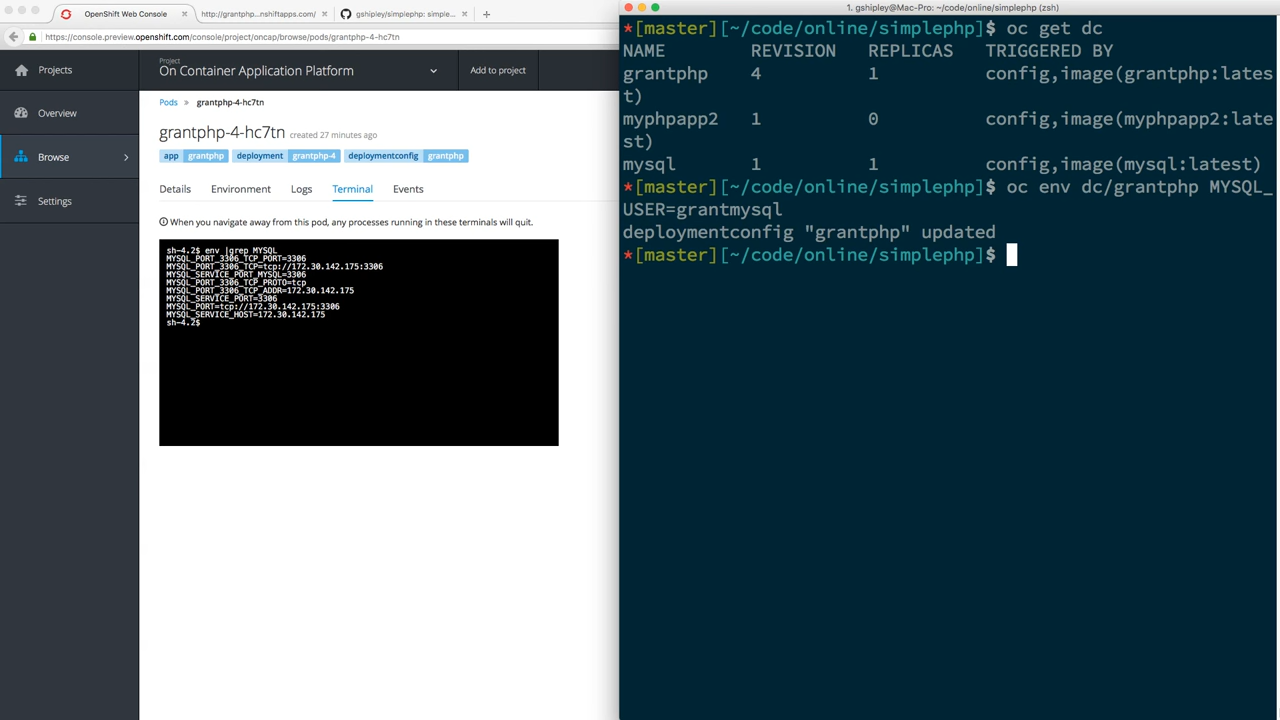 OpenShift Web Console
http://grantphp...nshiftapps.com/
gshipley/simplephp: simple...
1. gshipley@Mac-Pro: ~/code/online/simplephp (zsh)
https://console.preview.openshift.com/console/project/oncap/browse/pods/grantphp-4-hc7tn
Projects
Project
On Container Application Platform
Add to project
Overview
Browse
Settings
Pods » grantphp-4-hc7tn
grantphp-4-hc7tn created 27 minutes ago
app grantphp deployment grantphp-4 deploymentconfig grantphp
Details Environment Logs Terminal Events
When you navigate away from this pod, any processes running in these terminals will quit.
sh-4.2$ env |grep MYSQL
MYSQL_PORT_3306_TCP_PORT=3306
MYSQL_PORT_3306_TCP=tcp://172.30.142.175:3306
MYSQL_SERVICE_PORT_MYSQL=3306
MYSQL_PORT_3306_TCP_PROTO=tcp
MYSQL_PORT_3306_TCP_ADDR=172.30.142.175
MYSQL_SERVICE_PORT=3306
MYSQL_PORT=tcp://172.30.142.175:3306
MYSQL_SERVICE_HOST=172.30.142.175
sh-4.2$
*[master][~/code/online/simplephp]$ oc get dc
NAME REVISION REPLICAS TRIGGERED BY
grantphp 4 1 config,image(grantphp:lates
t)
myphpapp2 1 0 config,image(myphpapp2:late
st)
mysql 1 1 config,image(mysql:latest)
*[master][~/code/online/simplephp]$ oc env dc/grantphp MYSQL_
USER=grantmysql
deploymentconfig "grantphp" updated
*[master][~/code/online/simplephp]$